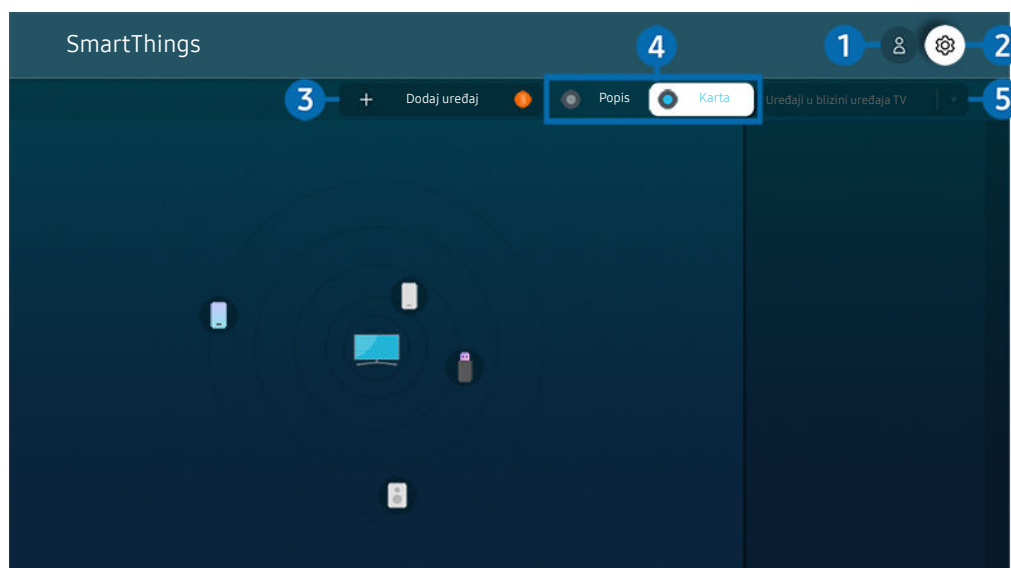 SmartThings
4
1
2
3
Dodaj uređaj
Popis
Karta
Uređaji u blizini uređaja TV
5